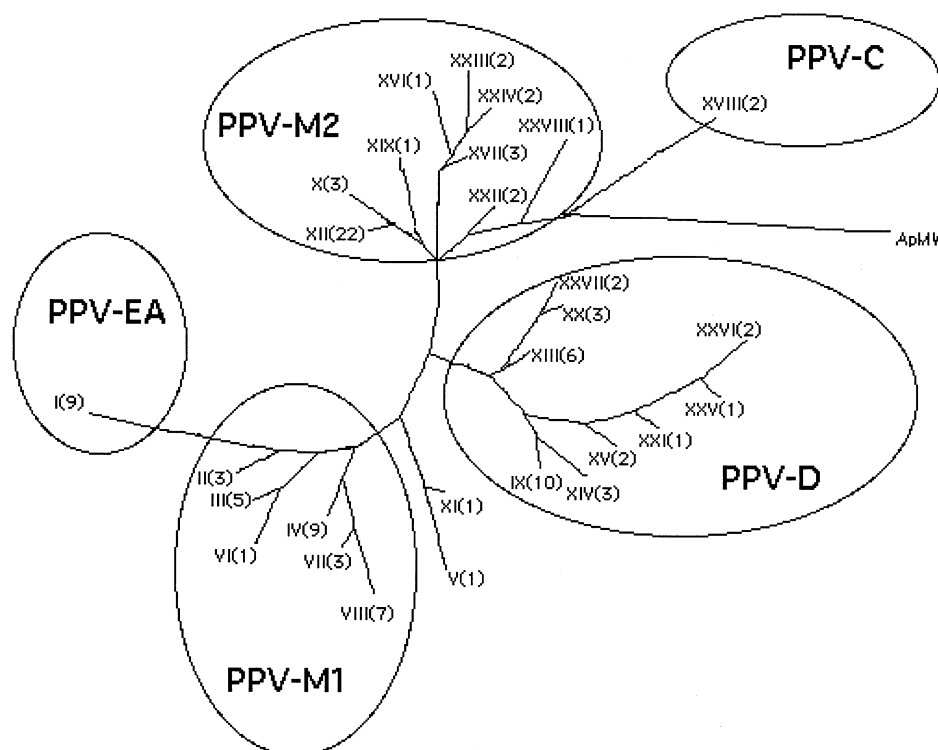 PPV-C
XXIII(2)
XVI(1)
XXIV(2)
XVIII(2)
PPV-M2
XXVIII(1)
XIX(1)
XVII(3)
X(3)
XXII(2)
XII(22)
ApMV
PPV-EA
XXVII(2)
XX(3)
XXVI(2)
XIII(6)
I(9)
XXV(1)
XXI(1)
XV(2)
II(3)
PPV-D
III(5)
IX(10)
XIV(3)
XI(1)
IV(9)
VI(1)
VII(3)
V(1)
VIII(7)
PPV-M1